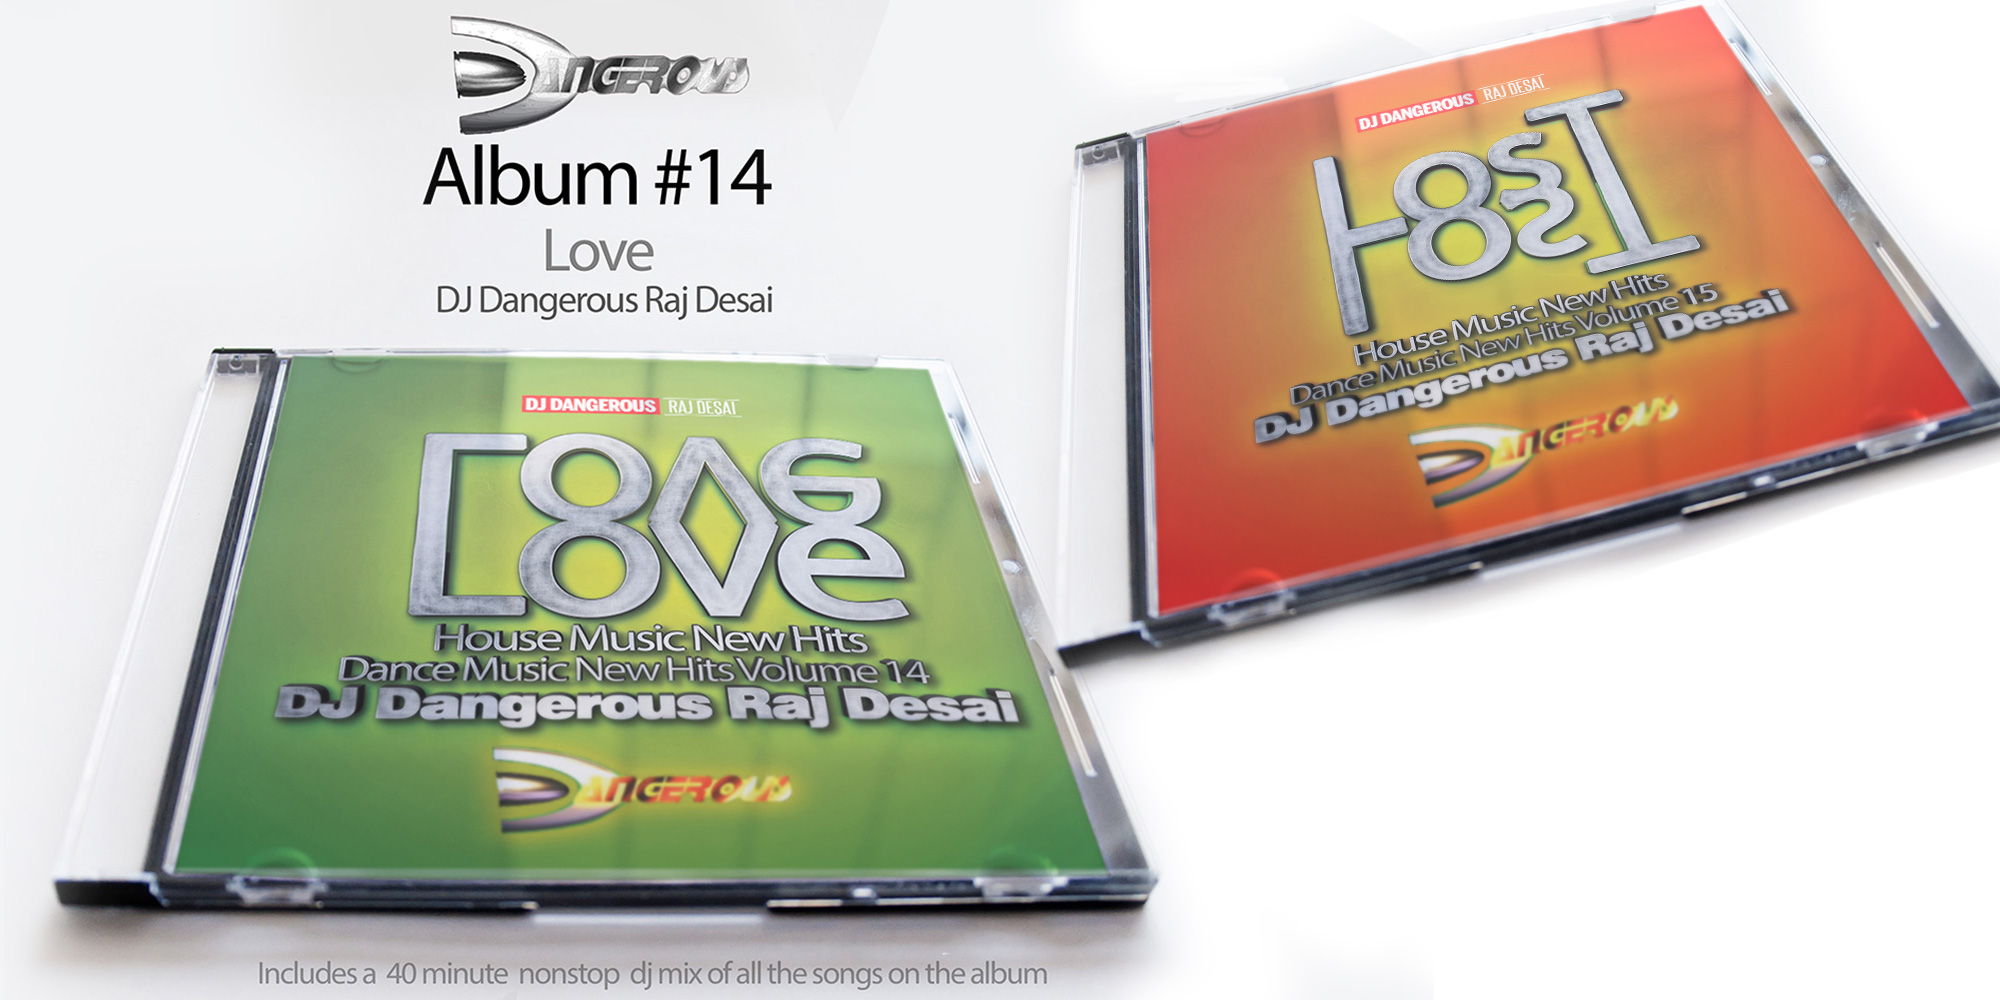 DANGEROUS
Album #14
Love
DJ Dangerous Raj Desai
DJ DANGEROUS RAJ DESAI
Love
House Music New Hits
Dance Music New Hits Volume 14
DJ Dangerous Raj Desai
DANGEROUS
DJ DANGEROUS RAJ DESAI
Lost
House Music New Hits
Dance Music New Hits Volume 15
DJ Dangerous Raj Desai
DANGEROUS
Includes a 40 minute nonstop dj mix of all the songs on the album